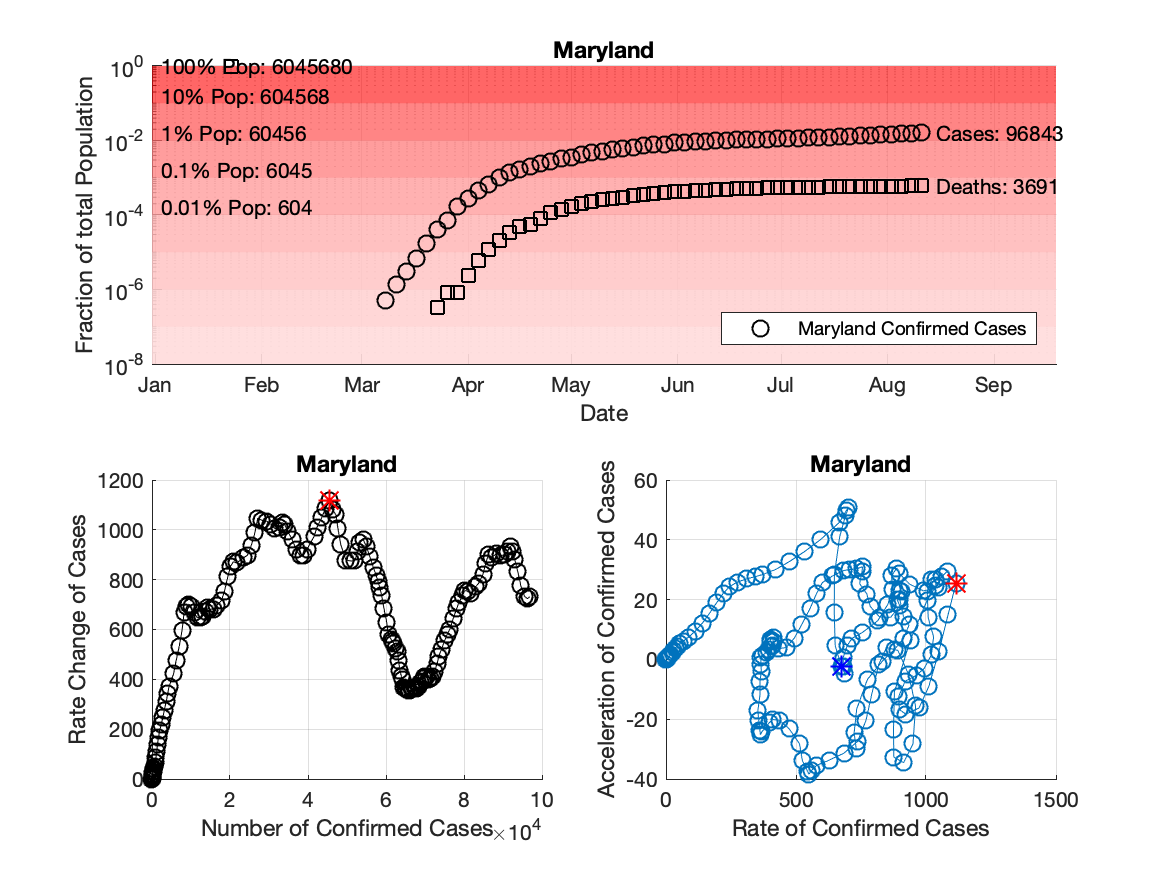 Maryland
10^0
10^-2
10^-4
10^-6
10^-8
Fraction of total Population
100% Pop: 6045680
10% Pop: 604568
1% Pop: 60456
0.1% Pop: 6045
0.01% Pop: 604
Cases: 96843
Deaths: 3691
Maryland Confirmed Cases
Jan Feb Mar Apr May Jun Jul Aug Sep
Date
Maryland
1200
1000
800
600
400
200
0
Rate Change of Cases
0 2 4 6 8 10
Number of Confirmed Cases ×10^4
Maryland
60
40
20
0
-20
-40
Acceleration of Confirmed Cases
0 500 1000 1500
Rate of Confirmed Cases